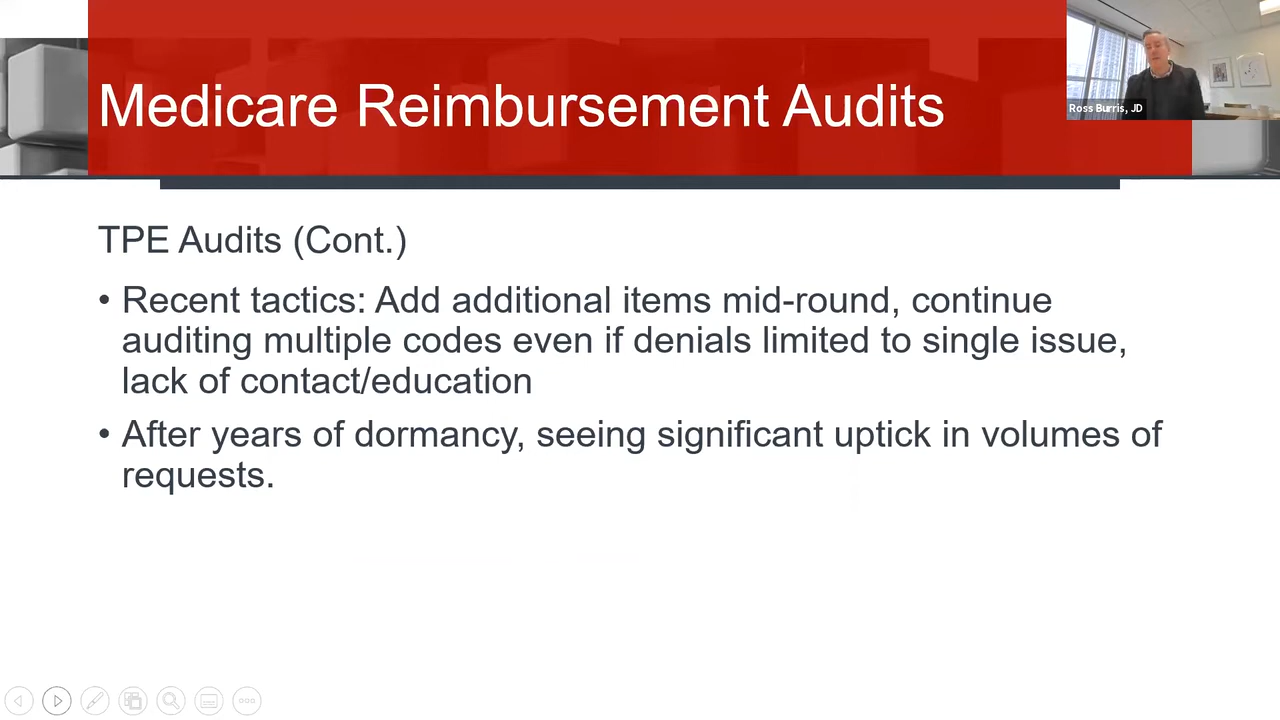 Medicare Reimbursement Audits
Ross Burris, JD
TPE Audits (Cont.)
• Recent tactics: Add additional items mid-round, continue
auditing multiple codes even if denials limited to single issue,
lack of contact/education
• After years of dormancy, seeing significant uptick in volumes of
requests.